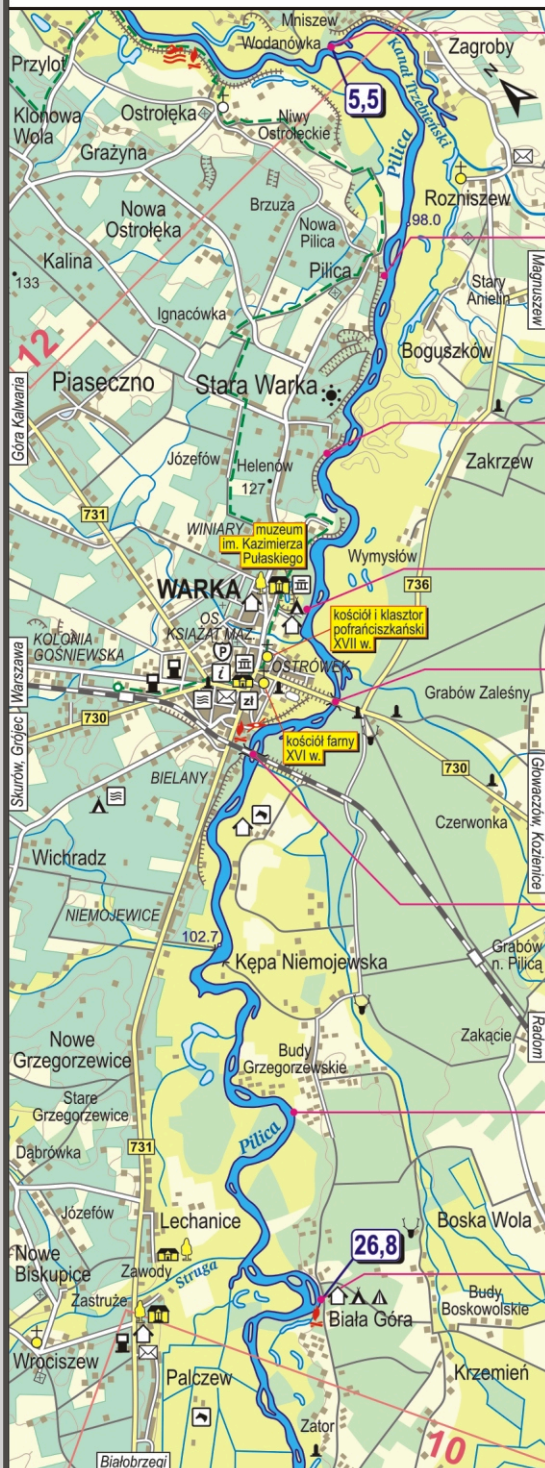 Mniszew
Wodanówka
Zagroby
Przylot
Kanał Trzebieński
N
5,5
Klonowa
Wola
Ostrołęka
Niwy
Ostrołęckie
Pilica
Grażyna
Rozniszew
Brzuza
Nowa
Ostrołęka
Nowa
Pilica
98.0
Kalina
Pilica
Stary
Anielin
Magnuszew
133
Ignacówka
12
Boguszków
Piaseczno
Stara Warka
Góra Kalwaria
Józefów
Helenów
127
Zakrzew
731
WINIARY
muzeum
im. Kazimierza
Pułaskiego
Wymysłów
736
WARKA
OS.
KSIĄŻĄT MAZ.
kościół i klasztor
pofranciszkański
XVII w.
KOLONIA
GOŚNIEWSKA
P
i
OSTRÓWEK
zł
Skurów, Grójec
Warszawa
730
Grabów Zaleśny
kościół farny
XVI w.
730
BIELANY
Głowaczów, Kozienice
Czerwonka
Wichradz
NIEMOJEWICE
102.7
Kępa Niemojewska
Grabów
n. Pilicą
Radom
Zakącie
Nowe
Grzegorzewice
Budy
Grzegorzewskie
Stare
Grzegorzewice
Pilica
731
Dąbrówka
Józefów
Lechanice
Boska Wola
26,8
Nowe
Biskupice
Zawody
Struga
Zastruże
Biała Góra
Budy
Boskowolskie
Wrociszew
Palczew
Krzemień
Zator
10
Białobrzegi